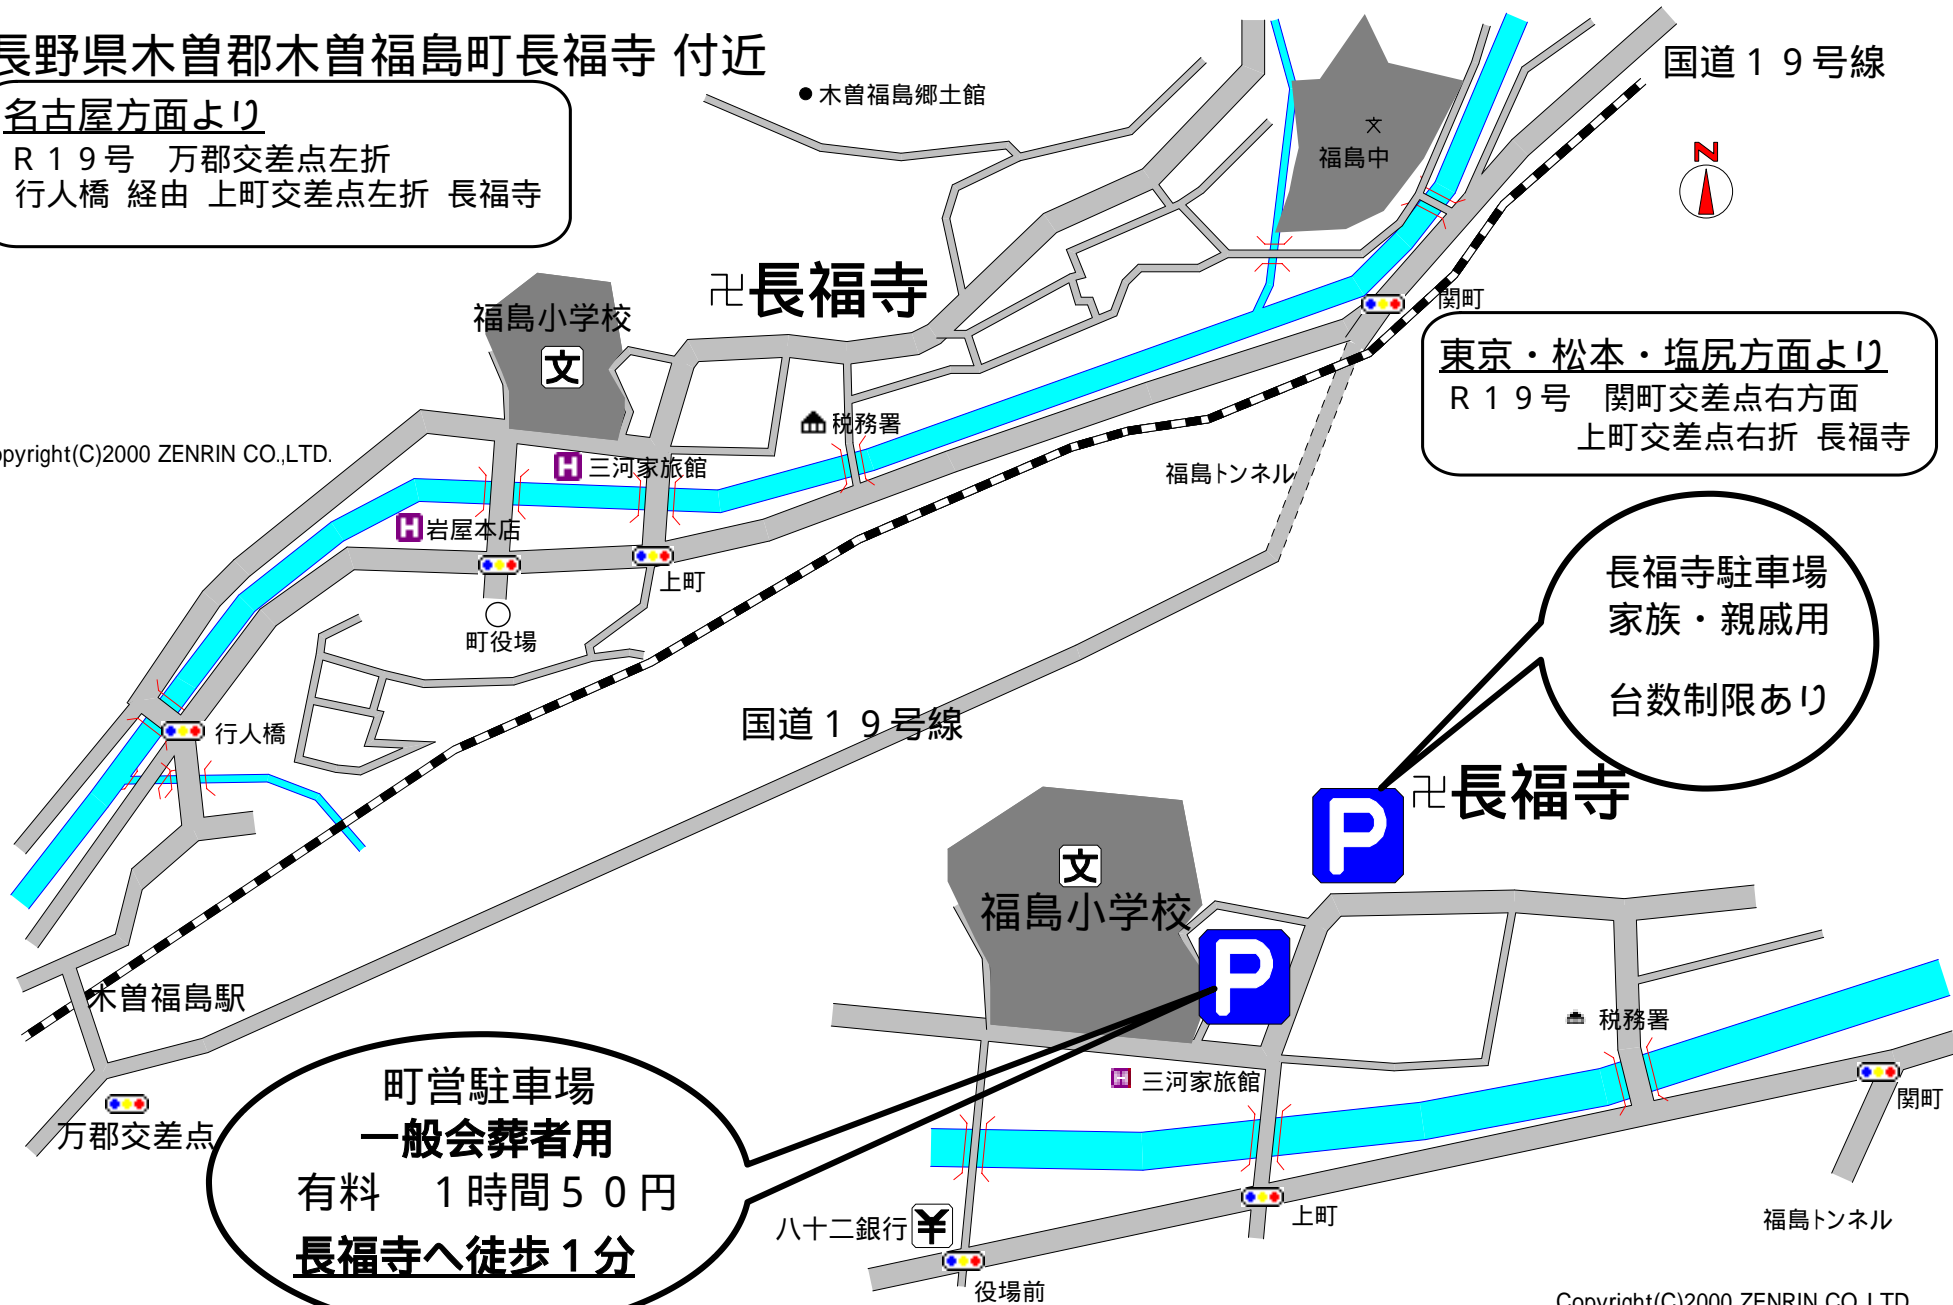 長野県木曽郡木曽福島町長福寺 付近
名古屋方面より
Ｒ１９号　万郡交差点左折
行人橋 経由 上町交差点左折 長福寺
木曽福島郷土館
国道１９号線
文
福島中
N
卍長福寺
福島小学校
文
関町
東京・松本・塩尻方面より
Ｒ１９号　関町交差点右方面
上町交差点右折 長福寺
税務署
opyright(C)2000 ZENRIN CO.,LTD.
H 三河家旅館
福島トンネル
H 岩屋本店
上町
町役場
長福寺駐車場
家族・親戚用
台数制限あり
国道１９号線
行人橋
卍長福寺
P
文
福島小学校
P
木曽福島駅
税務署
町営駐車場
一般会葬者用
有料　１時間５０円
長福寺へ徒歩１分
万郡交差点
H 三河家旅館
関町
八十二銀行 ¥
上町
福島トンネル
役場前
Copyright(C)2000 ZENRIN CO.,LTD.